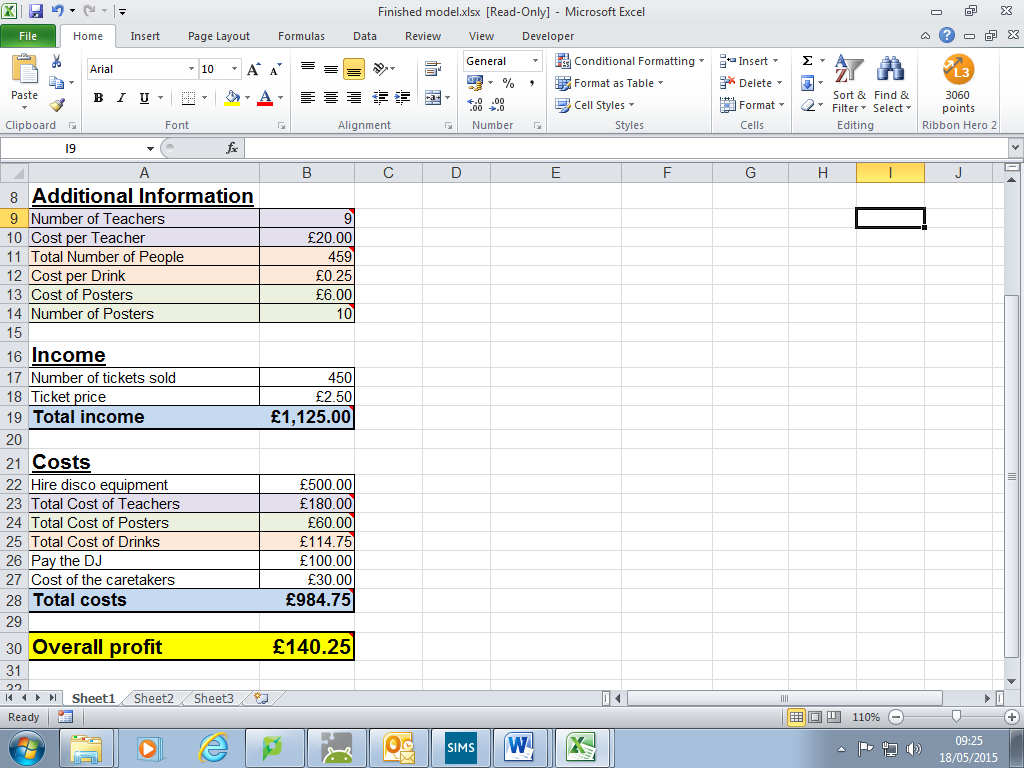 Finished model.xlsx [Read-Only] - Microsoft Excel
File Home Insert Page Layout Formulas Data Review View Developer
Paste
Clipboard
Arial 10
B I U
Font
Alignment
General
% ,
Number
Conditional Formatting
Format as Table
Cell Styles
Styles
Insert
Delete
Format
Cells
Σ
Sort & Filter
Find & Select
Editing
L3
3060 points
Ribbon Hero 2
I9 fx
A B C D E F G H I J
8 Additional Information
9 Number of Teachers 9
10 Cost per Teacher £20.00
11 Total Number of People 459
12 Cost per Drink £0.25
13 Cost of Posters £6.00
14 Number of Posters 10
15
16 Income
17 Number of tickets sold 450
18 Ticket price £2.50
19 Total income £1,125.00
20
21 Costs
22 Hire disco equipment £500.00
23 Total Cost of Teachers £180.00
24 Total Cost of Posters £60.00
25 Total Cost of Drinks £114.75
26 Pay the DJ £100.00
27 Cost of the caretakers £30.00
28 Total costs £984.75
29
30 Overall profit £140.25
31
32
Sheet1 Sheet2 Sheet3
Ready 110%
SIMS
09:25
18/05/2015